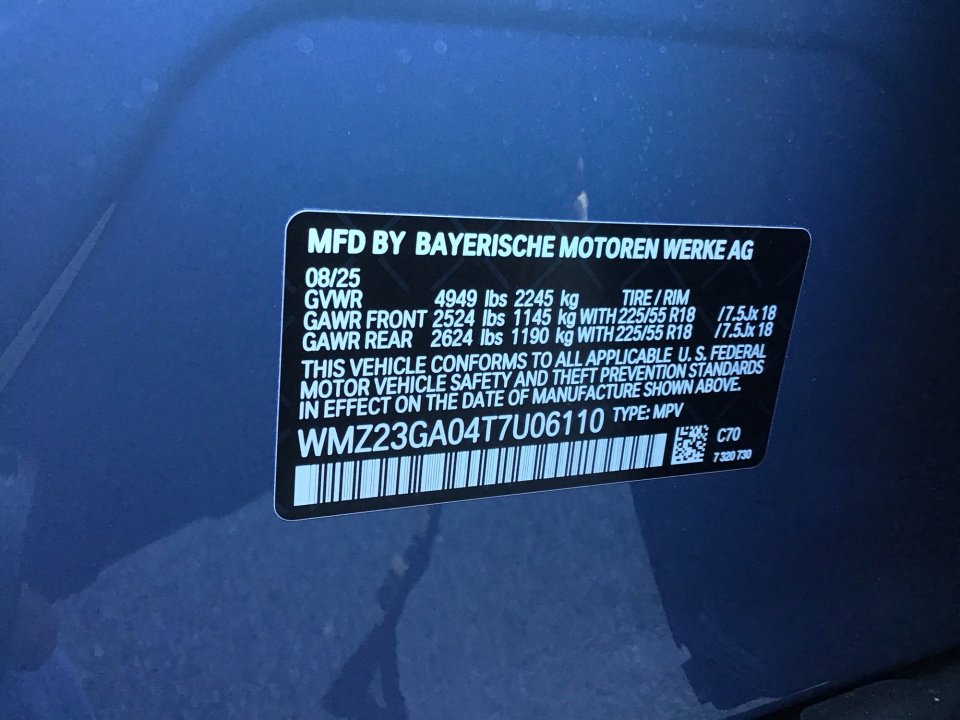 MFD BY BAYERISCHE MOTOREN WERKE AG
08/25
GVWR 4949 lbs 2245 kg TIRE / RIM
GAWR FRONT 2524 lbs 1145 kg WITH 225/55 R18 /7.5Jx 18
GAWR REAR 2624 lbs 1190 kg WITH 225/55 R18 /7.5Jx 18
THIS VEHICLE CONFORMS TO ALL APPLICABLE U. S. FEDERAL
MOTOR VEHICLE SAFETY AND THEFT PREVENTION STANDARDS
IN EFFECT ON THE DATE OF MANUFACTURE SHOWN ABOVE.
WMZ23GA04T7U06110 TYPE: MPV
C70
7 320 730